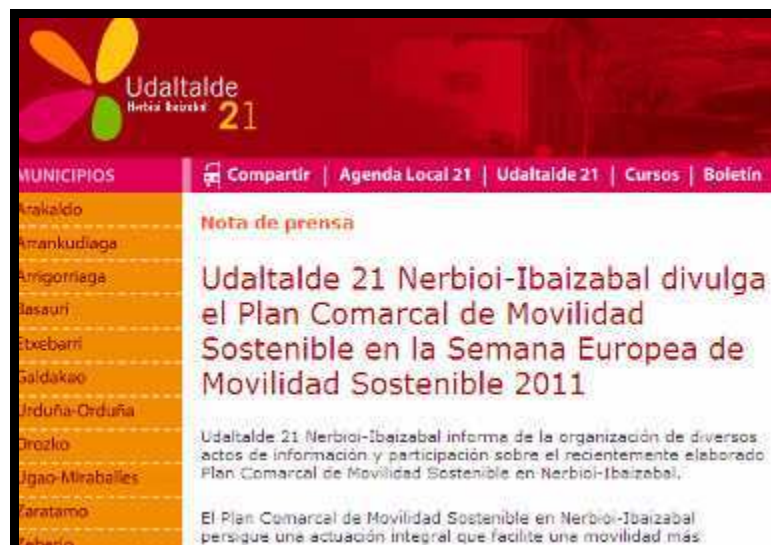 Udaltalde
Nerbioi Ibaizabal
21
MUNICIPIOS
Compartir | Agenda Local 21 | Udaltalde 21 | Cursos | Boletín
Arakaldo
Arrankudiaga
Arrigorriaga
Basauri
Etxebarri
Galdakao
Urduña-Orduña
Orozko
Ugao-Miraballes
Zaratamo
Zeberio
Nota de prensa
Udaltalde 21 Nerbioi-Ibaizabal divulga
el Plan Comarcal de Movilidad
Sostenible en la Semana Europea de
Movilidad Sostenible 2011
Udaltalde 21 Nerbioi-Ibaizabal informa de la organización de diversos
actos de información y participación sobre el recientemente elaborado
Plan Comarcal de Movilidad Sostenible en Nerbioi-Ibaizabal.
El Plan Comarcal de Movilidad Sostenible en Nerbioi-Ibaizabal
persigue una actuación integral que facilite una movilidad más